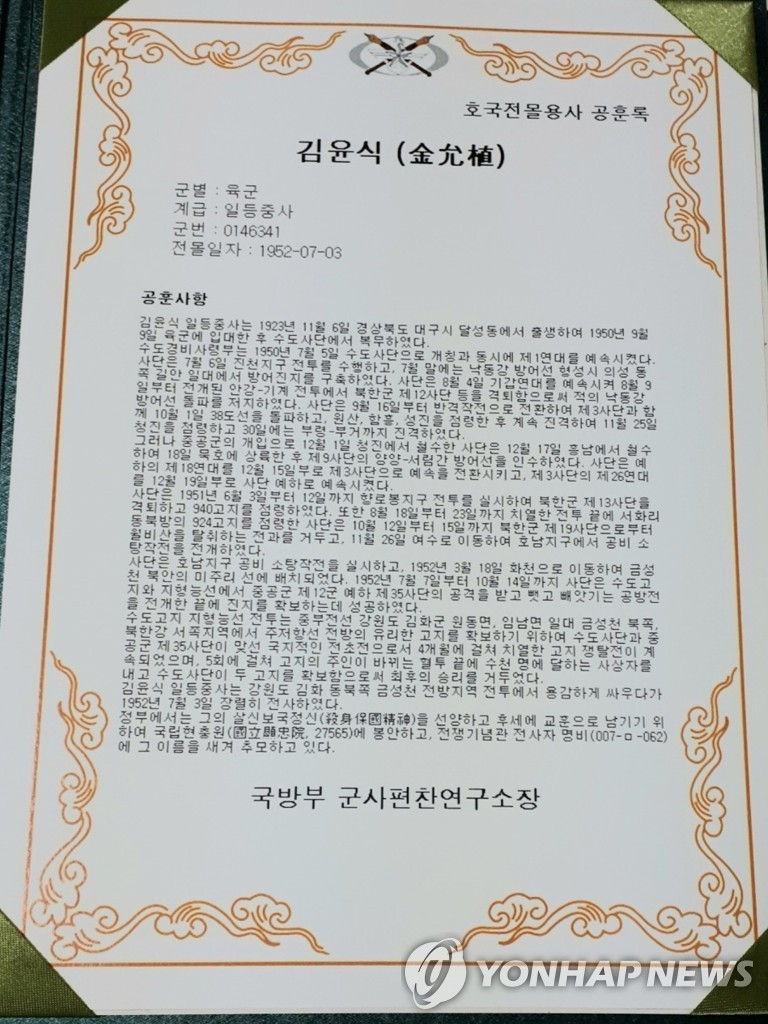 호국전몰용사 공훈록
김윤식 (金允植)
군별 : 육군
계급 : 일등중사
군번 : 0146341
전몰일자 : 1952-07-03
공훈사항
김윤식 일등중사는 1923년 11월 6일 경상북도 대구시 달성동에서 출생하여 1950년 9월
9일 육군에 입대한 후 수도사단에서 복무하였다.
수도경비사령부는 1950년 7월 5일 수도사단으로 개칭과 동시에 제1연대를 예속시켰다.
사단은 7월 6일 진천지구 전투를 수행하고, 7월 말에는 낙동강 방어선 형성시 의성 동
쪽 길안 일대에서 방어진지를 구축하였다. 사단은 8월 4일 기갑연대를 예속시켜 8월 9
일부터 전개된 안강-기계 전투에서 북한군 제12사단 등을 격퇴함으로써 적의 낙동강
방어선 돌파를 저지하였다. 사단은 9월 16일부터 반격작전으로 전환하여 제3사단과 함
께 10월 1일 38도선을 돌파하고, 원산, 함흥, 성진을 점령한 후 계속 진격하여 11월 25일
청진을 점령하고 30일에는 부령-부거까지 진격하였다.
그러나 중공군의 개입으로 12월 1일 청진에서 철수한 사단은 12월 17일 흥남에서 철수
하여 18일 묵호에 상륙한 후 제9사단의 양양-서림간 방어선을 인수하였다. 사단은 예
하의 제18연대를 12월 15일부로 제3사단으로 예속을 전환시키고, 제3사단의 제26연대
를 12월 19일부로 사단 예하로 예속시켰다.
사단은 1951년 6월 3일부터 12일까지 향로봉지구 전투를 실시하여 북한군 제13사단을
격퇴하고 940고지를 점령하였다. 또한 8월 18일부터 23일까지 치열한 전투 끝에 서화리
동북방의 924고지를 점령한 사단은 10월 12일부터 15일까지 북한군 제19사단으로부터
월비산을 탈취하는 전과를 거두고, 11월 26일 여수로 이동하여 호남지구에서 공비 소
탕작전을 전개하였다.
사단은 호남지구 공비 소탕작전을 실시하고, 1952년 3월 18일 화천으로 이동하여 금성
천 북안의 미주리 선에 배치되었다. 1952년 7월 7일부터 10월 14일까지 사단은 수도고
지와 지형능선에서 중공군 제12군 예하 제35사단의 공격을 받고 뺏고 빼앗기는 공방전
을 전개한 끝에 진지를 확보하는데 성공하였다.
수도고지 지형능선 전투는 중부전선 강원도 김화군 원동면, 임남면 일대 금성천 북쪽,
북한강 서쪽지역에서 주저항선 전방의 유리한 고지를 확보하기 위하여 수도사단과 중
공군 제35사단이 맞선 국지적인 전초전으로서 4개월에 걸쳐 치열한 고지 쟁탈전이 계
속되었으며, 5회에 걸쳐 고지의 주인이 바뀌는 혈투 끝에 수천 명에 달하는 사상자를
내고 수도사단이 두 고지를 확보함으로써 최후의 승리를 거두었다.
김윤식 일등중사는 강원도 김화 동북쪽 금성천 전방지역 전투에서 용감하게 싸우다가
1952년 7월 3일 장렬히 전사하였다.
정부에서는 그의 살신보국정신(殺身保國精神)을 선양하고 후세에 교훈으로 남기기 위
하여 국립현충원(國立顯忠院, 27565)에 봉안하고, 전쟁기념관 전사자 명비(007-ㅁ-062)
에 그 이름을 새겨 추모하고 있다.
국방부 군사편찬연구소장
YONHAP NEWS